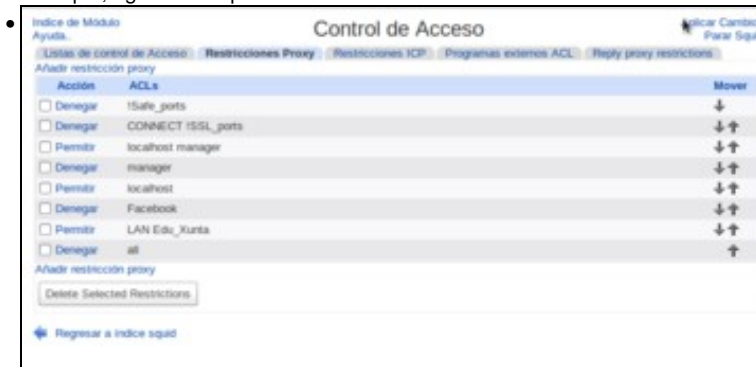 Indice de Módulo
Ayuda..
Control de Acceso
Aplicar Cambio
Parar Squi
Listas de control de Acceso Restricciones Proxy Restricciones ICP Programas externos ACL Reply proxy restrictions
Añadir restricción proxy
Acción ACLs Mover
Denegar !Safe_ports
Denegar CONNECT !SSL_ports
Permitir localhost manager
Denegar manager
Permitir localhost
Denegar Facebook
Permitir LAN Edu_Xunta
Denegar all
Añadir restricción proxy
Delete Selected Restrictions
Regresar a índice squid